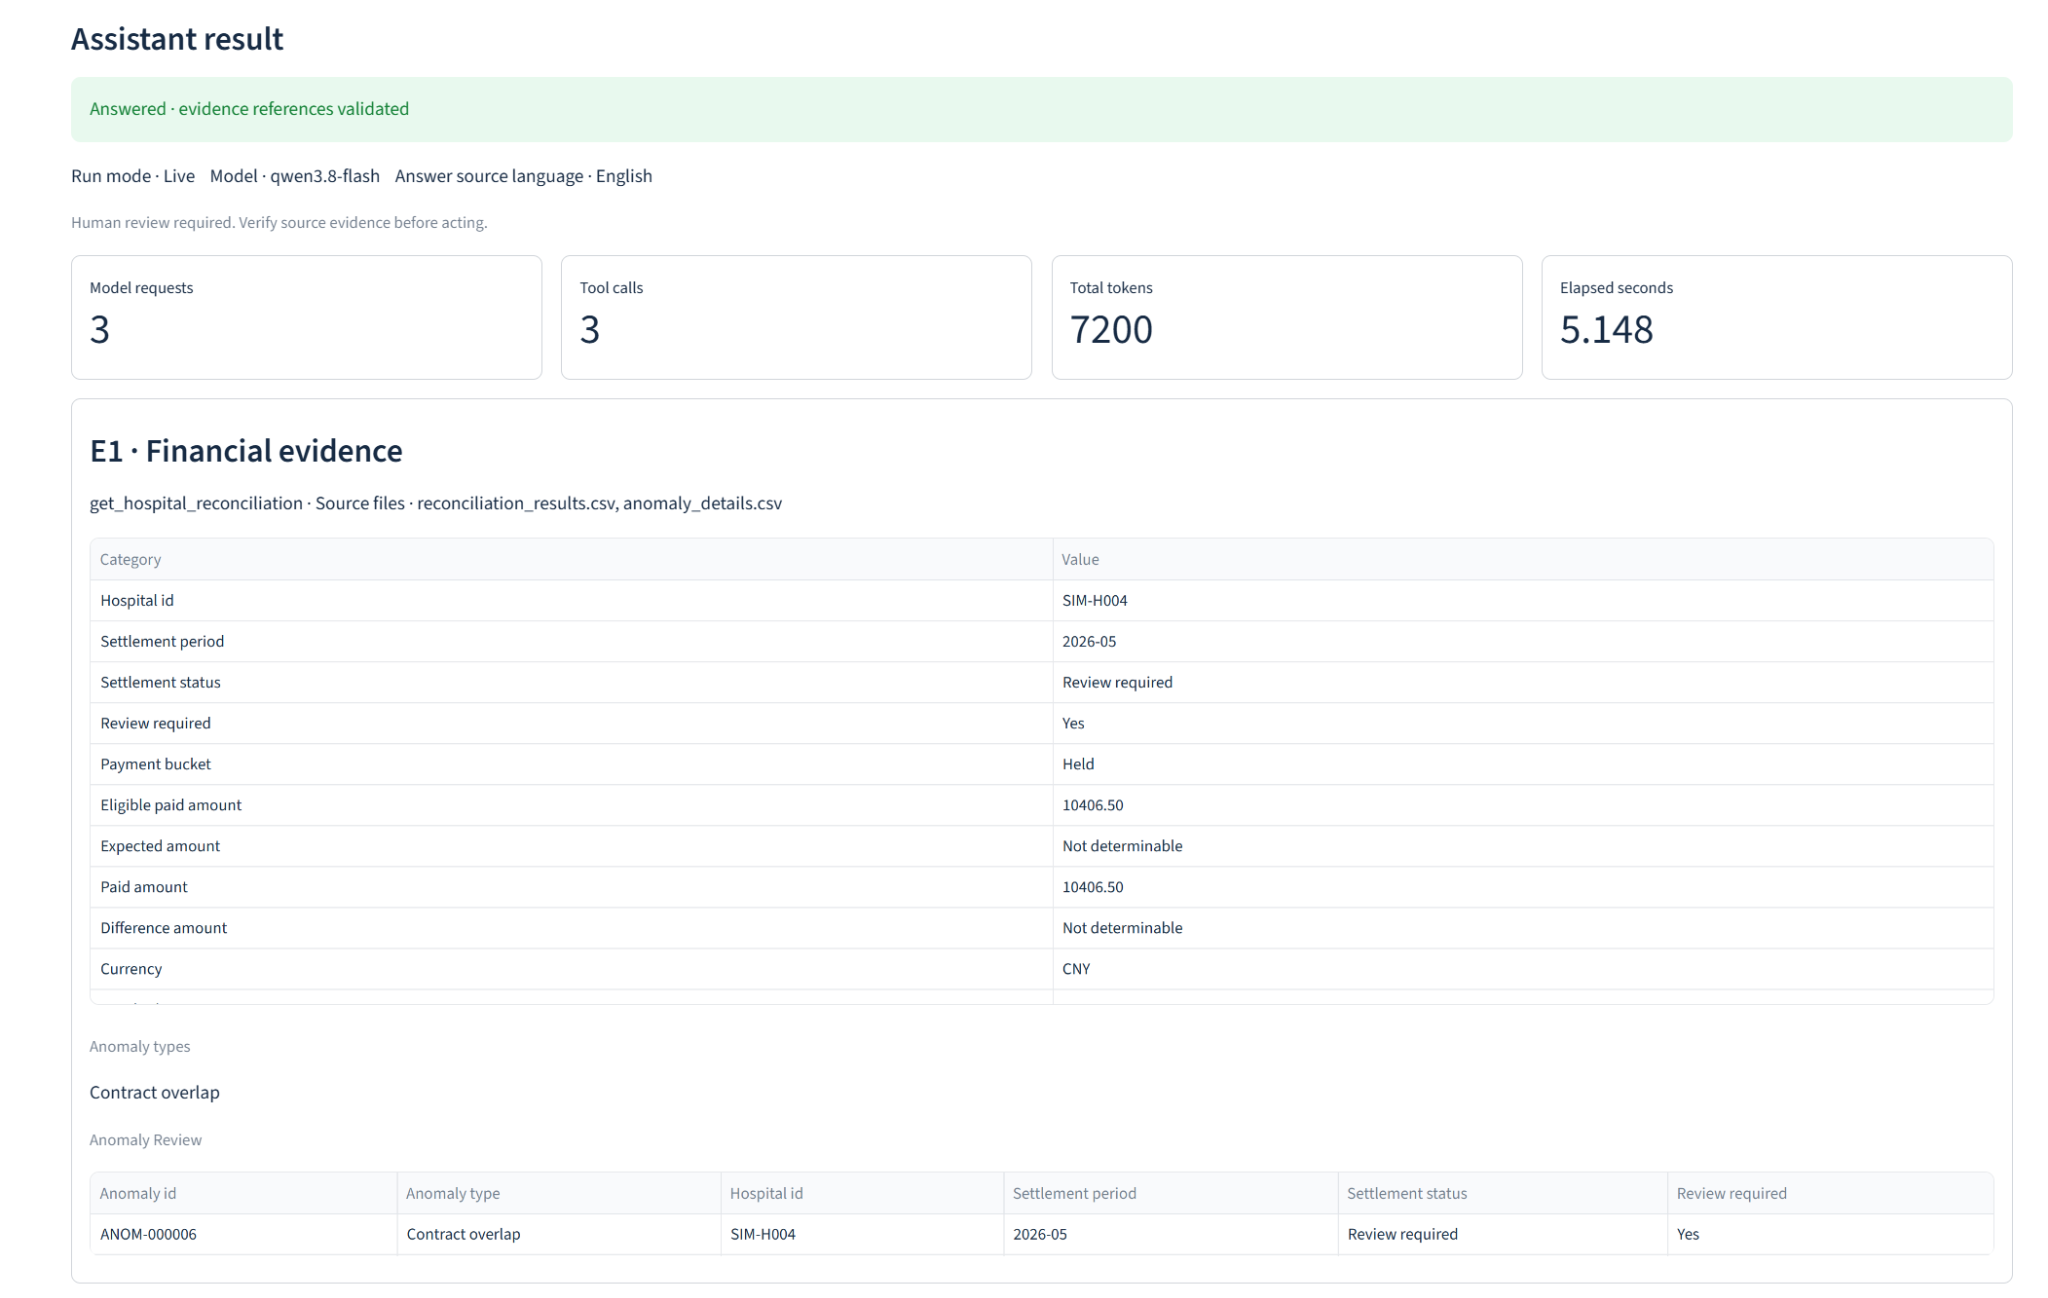 Assistant result
Answered · evidence references validated
Run mode · Live Model · qwen3.8-flash Answer source language · English
Human review required. Verify source evidence before acting.
Model requests Tool calls Total tokens Elapsed seconds
3 3 7200 5.148
E1 · Financial evidence
get_hospital_reconciliation · Source files · reconciliation_results.csv, anomaly_details.csv
Category Value
Hospital id SIM-H004
Settlement period 2026-05
Settlement status Review required
Review required Yes
Payment bucket Held
Eligible paid amount 10406.50
Expected amount Not determinable
Paid amount 10406.50
Difference amount Not determinable
Currency CNY
Anomaly types
Contract overlap
Anomaly Review
Anomaly id Anomaly type Hospital id Settlement period Settlement status Review required
ANOM-000006 Contract overlap SIM-H004 2026-05 Review required Yes